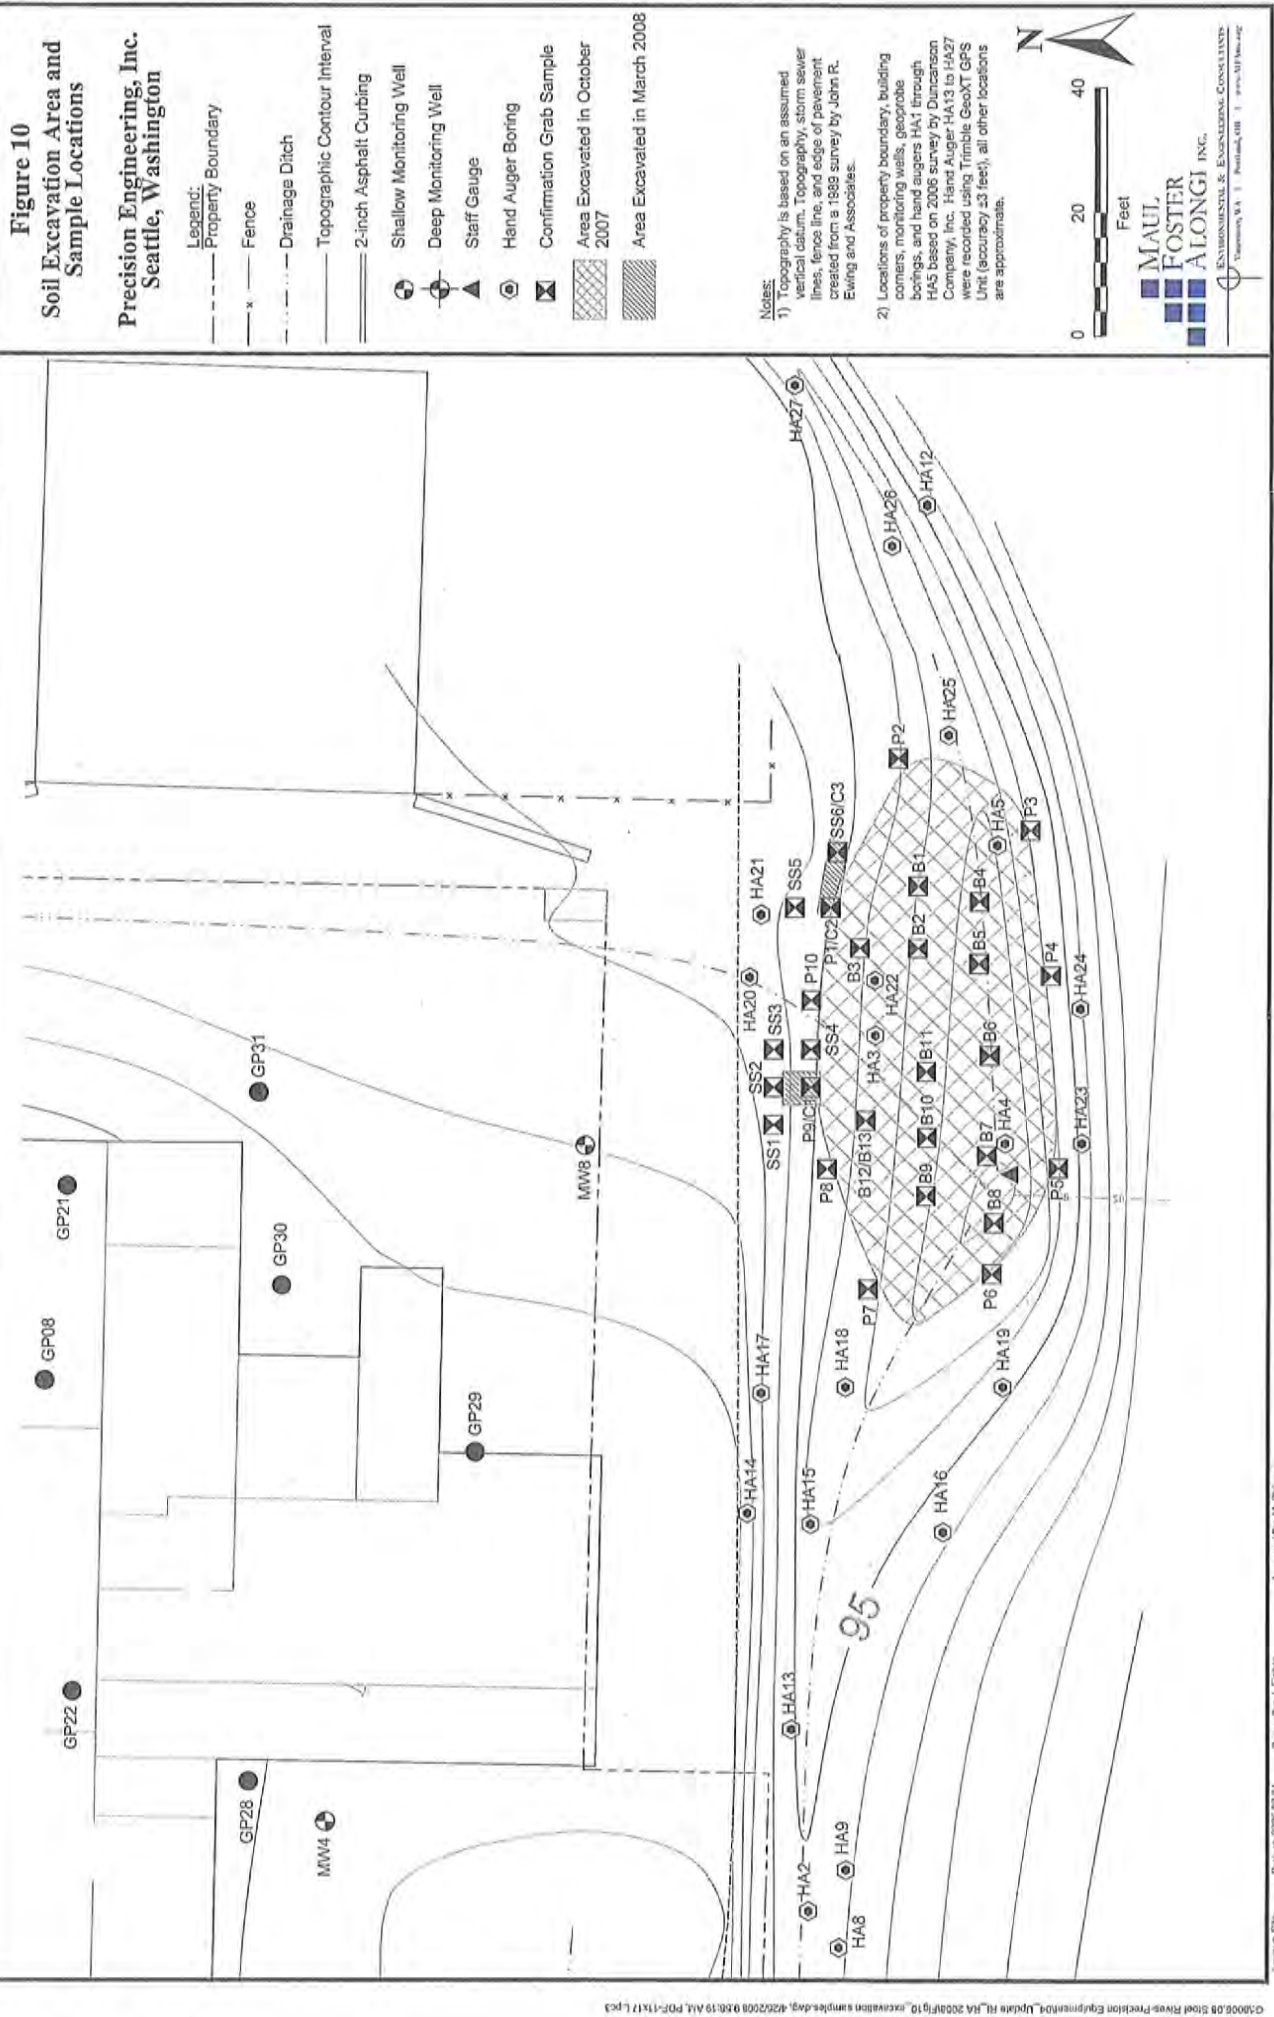 Figure 10
Soil Excavation Area and
Sample Locations
Precision Engineering, Inc.
Seattle, Washington
Legend:
Property Boundary
Fence
Drainage Ditch
Topographic Contour Interval
2-inch Asphalt Curbing
Shallow Monitoring Well
Deep Monitoring Well
Staff Gauge
Hand Auger Boring
Confirmation Grab Sample
Area Excavated in October
2007
Area Excavated in March 2008
Notes:
1) Topography is based on an assumed
vertical datum. Topography, storm sewer
lines, fence line, and edge of pavement
created from a 1989 survey by John R.
Ewing and Associates.
2) Locations of property boundary, building
corners, monitoring wells, geoprobe
borings, and hand augers HA1 through
HA5 based on 2006 survey by Duncanson
Company, Inc. Hand Auger HA13 to HA27
were recorded using Trimble GeoXT GPS
Unit (accuracy ±3 feet), all other locations
are approximate.
N
0 20 40
Feet
MAUL
FOSTER
ALONGI INC.
ENVIRONMENTAL & ENGINEERING CONSULTANTS
GP22
GP08
GP21
GP28
GP30
GP31
MW4
GP29
MW8
HA14
HA17
HA20
HA21
SS1
SS2
SS3
SS5
HA27
HA13
HA15
P9/C1
SS4
P10
P1/C2
SS6/C3
HA2
HA8
HA9
HA18
P8
P7
B12/B13
HA3
HA22
B3
P2
HA26
HA12
95
HA16
B9
B10
B11
B2
B1
HA25
HA19
P6
B8
B7
HA4
B6
B5
B4
HA5
P5
HA23
HA24
P4
P3